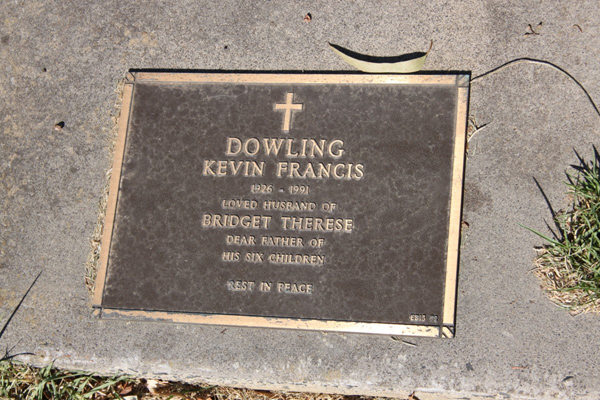 DOWLING
KEVIN FRANCIS
1926 - 1991
LOVED HUSBAND OF
BRIDGET THERESE
DEAR FATHER OF
HIS SIX CHILDREN
REST IN PEACE